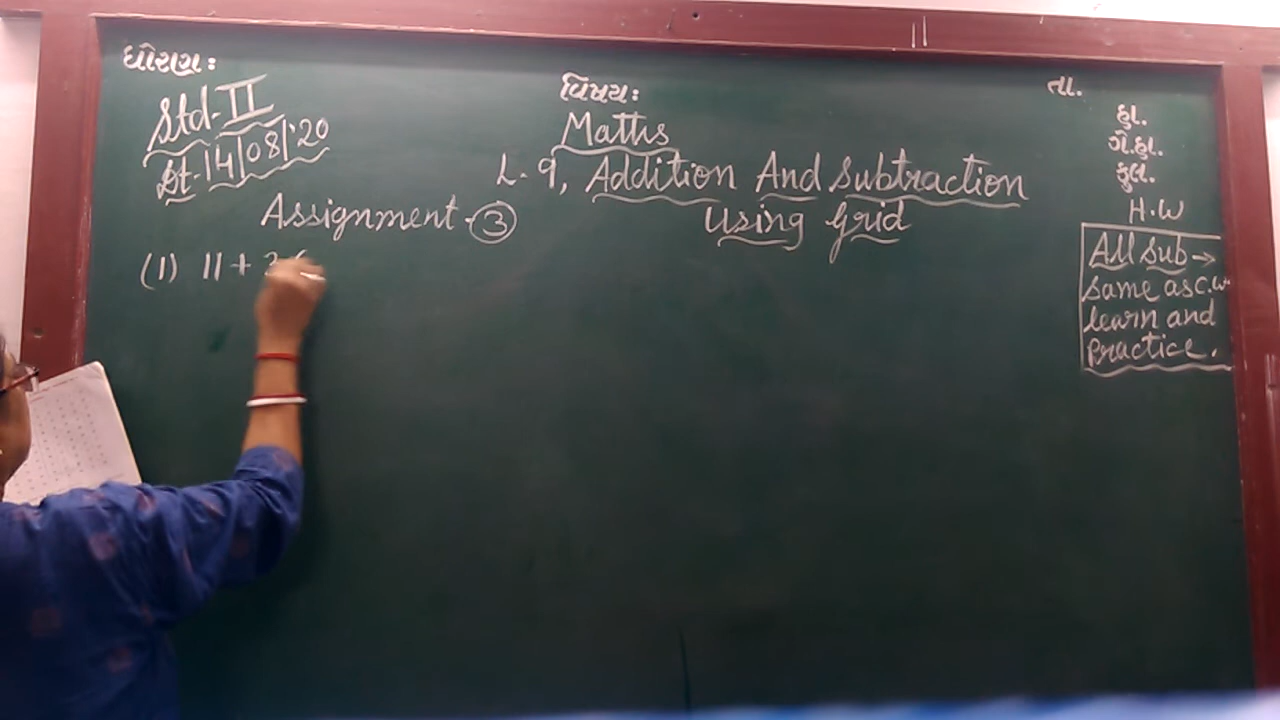 ધોરણ:
Std-II
Dt-14/08/'20
વિષય:
Maths
L-9, Addition And Subtraction
Using Grid
Assignment-3
(1) 11+
તા.
કુા.
ગે.હા.
કુલ.
H.W
All Sub→
Same as C.W
learn and
Practice.